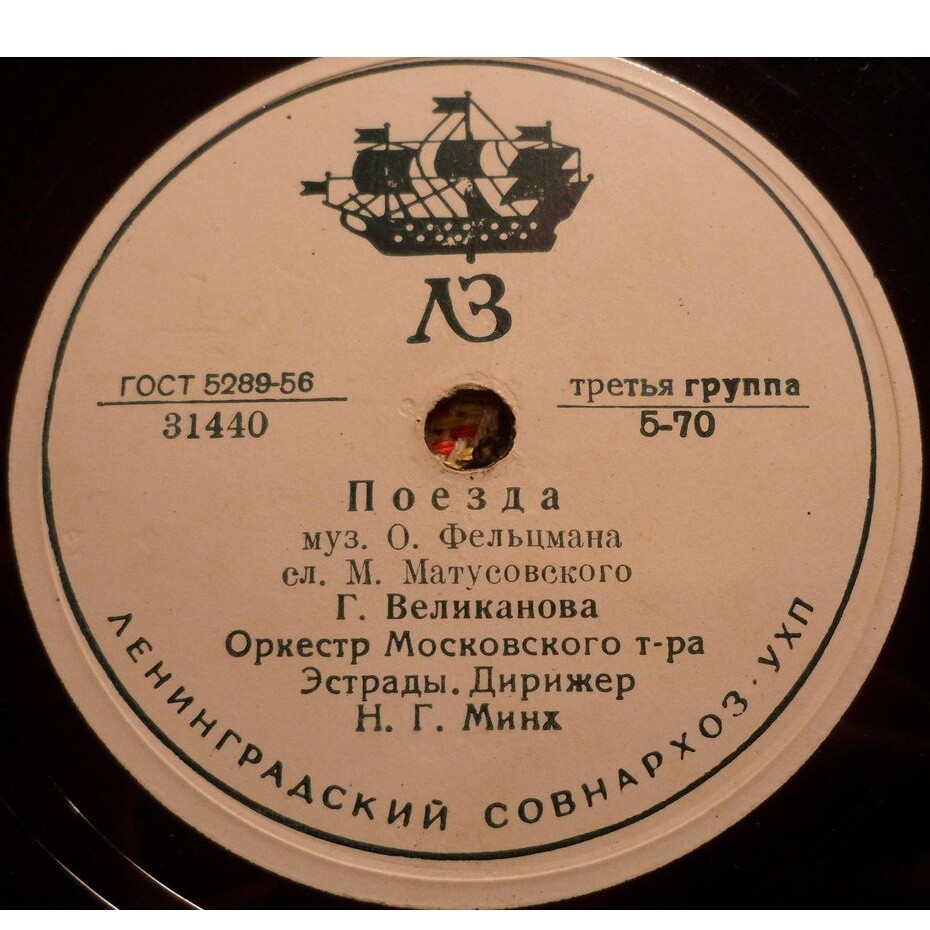 ЛЗ
ГОСТ 5289-56
31440
третья группа
5-70
Поезда
муз. О. Фельцмана
сл. М. Матусовского
Г. Великанова
Оркестр Московского т-ра
Эстрады. Дирижер
Н. Г. Минх
ЛЕНИНГРАДСКИЙ СОВНАРХОЗ · УХП